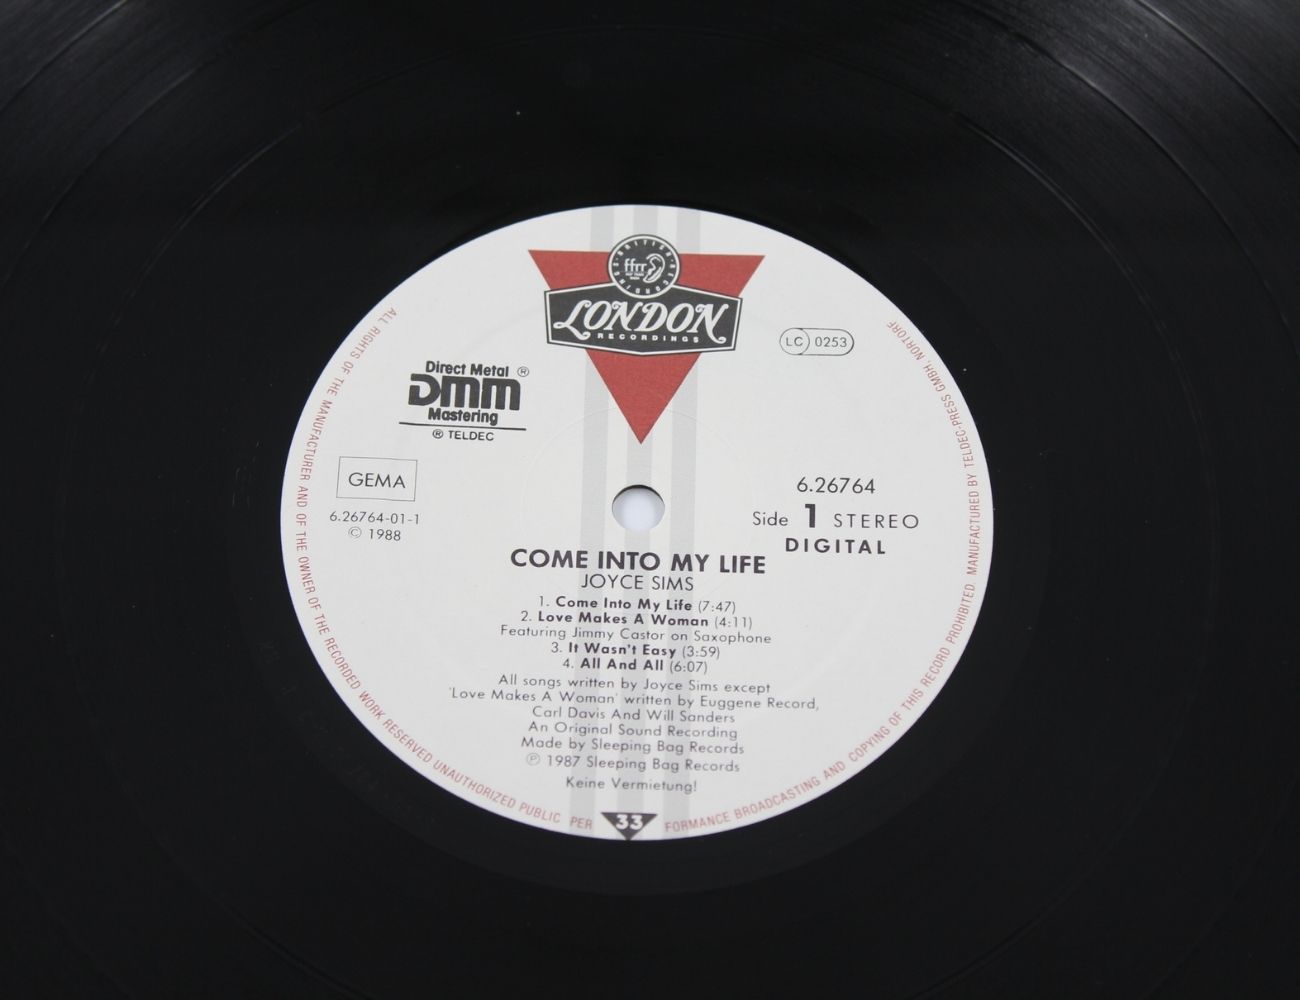 BRITISH RECORDINGS
ffrr
LONDON
RECORDINGS
LC 0253
Direct Metal ®
DMM
Mastering
® TELDEC
GEMA
6.26764-01-1
© 1988
6.26764
Side 1 STEREO
DIGITAL
COME INTO MY LIFE
JOYCE SIMS
1. Come Into My Life (7:47)
2. Love Makes A Woman (4:11)
Featuring Jimmy Castor on Saxophone
3. It Wasn't Easy (3:59)
4. All And All (6:07)
All songs written by Joyce Sims except
'Love Makes A Woman' written by Euggene Record,
Carl Davis And Will Sanders
An Original Sound Recording
Made by Sleeping Bag Records
℗ 1987 Sleeping Bag Records
Keine Vermietung!
33
ALL RIGHTS OF THE MANUFACTURER AND OF THE OWNER OF THE RECORDED WORK RESERVED UNAUTHORIZED PUBLIC PER FORMANCE BROADCASTING AND COPYING OF THIS RECORD PROHIBITED. MANUFACTURED BY TELDEC-PRESS GMBH, NORTORF